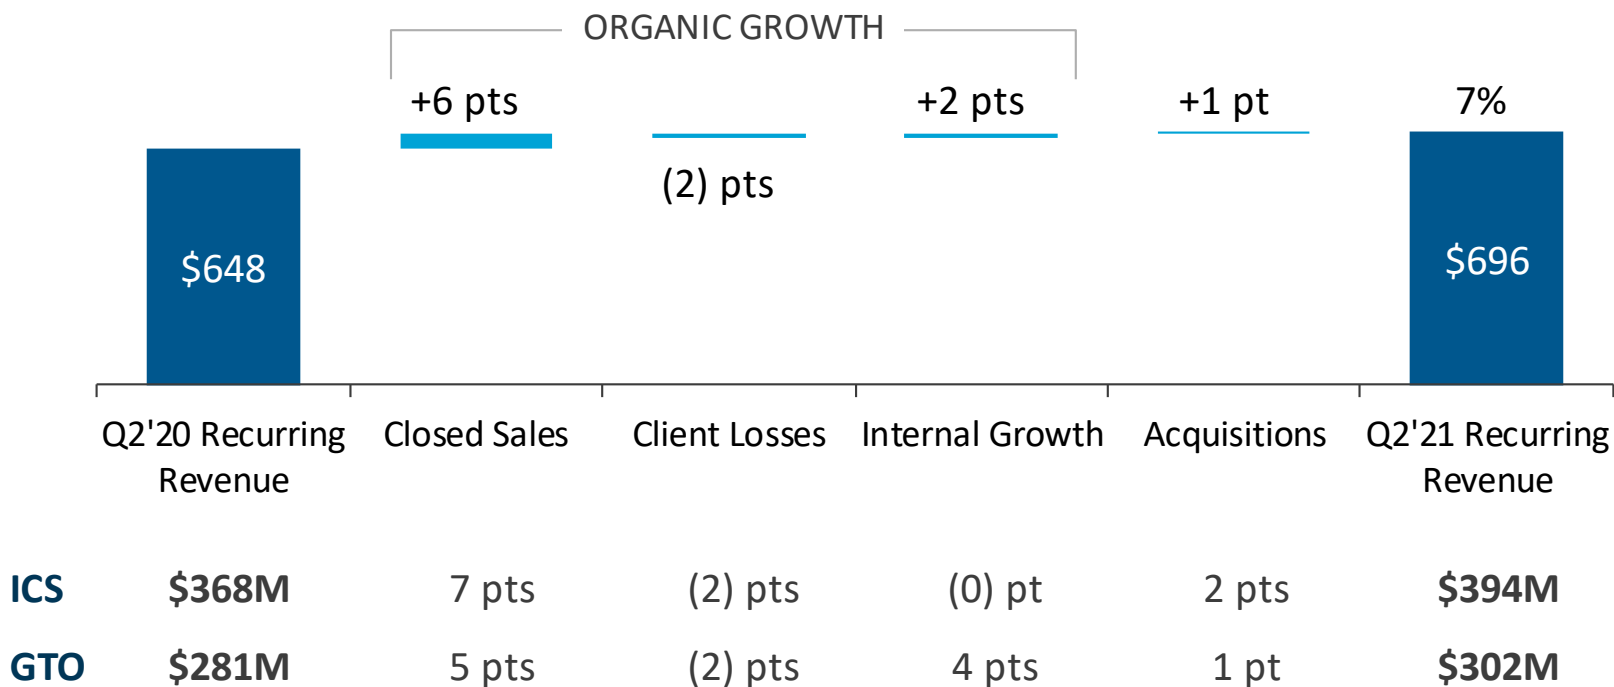 ORGANIC GROWTH
+6 pts
+2 pts
+1 pt
7%
(2) pts
$648
$696
Q2'20 Recurring Revenue
Closed Sales
Client Losses
Internal Growth
Acquisitions
Q2'21 Recurring Revenue
ICS $368M 7 pts (2) pts (0) pt 2 pts $394M
GTO $281M 5 pts (2) pts 4 pts 1 pt $302M